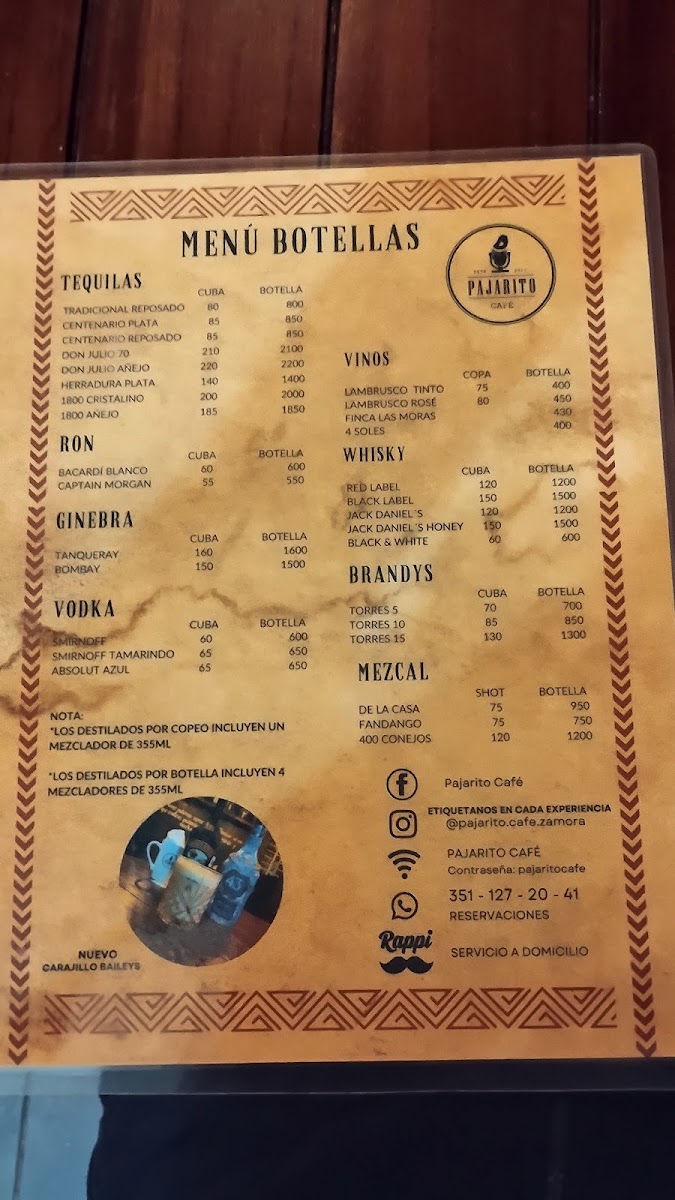 MENÚ BOTELLAS
PAJARITO
CAFÉ
TEQUILAS
CUBA BOTELLA
TRADICIONAL REPOSADO 80 800
CENTENARIO PLATA 85 850
CENTENARIO REPOSADO 85 850
DON JULIO 70 210 2100
DON JULIO AÑEJO 220 2200
HERRADURA PLATA 140 1400
1800 CRISTALINO 200 2000
1800 AÑEJO 185 1850
RON
CUBA BOTELLA
BACARDÍ BLANCO 60 600
CAPTAIN MORGAN 55 550
GINEBRA
CUBA BOTELLA
TANQUERAY 160 1600
BOMBAY 150 1500
VODKA
CUBA BOTELLA
SMIRNOFF 60 600
SMIRNOFF TAMARINDO 65 650
ABSOLUT AZUL 65 650
NOTA:
*LOS DESTILADOS POR COPEO INCLUYEN UN
MEZCLADOR DE 355ML
*LOS DESTILADOS POR BOTELLA INCLUYEN 4
MEZCLADORES DE 355ML
NUEVO
CARAJILLO BAILEYS
VINOS
COPA BOTELLA
LAMBRUSCO TINTO 75 400
LAMBRUSCO ROSÉ 80 450
FINCA LAS MORAS 430
4 SOLES 400
WHISKY
CUBA BOTELLA
RED LABEL 120 1200
BLACK LABEL 150 1500
JACK DANIEL´S 120 1200
JACK DANIEL´S HONEY 150 1500
BLACK & WHITE 60 600
BRANDYS
CUBA BOTELLA
TORRES 5 70 700
TORRES 10 85 850
TORRES 15 130 1300
MEZCAL
SHOT BOTELLA
DE LA CASA 75 950
FANDANGO 75 750
400 CONEJOS 120 1200
Pajarito Café
ETIQUETANOS EN CADA EXPERIENCIA
@pajarito.cafe.zamora
PAJARITO CAFÉ
Contraseña: pajaritocafe
351 - 127 - 20 - 41
RESERVACIONES
Rappi
SERVICIO A DOMICILIO